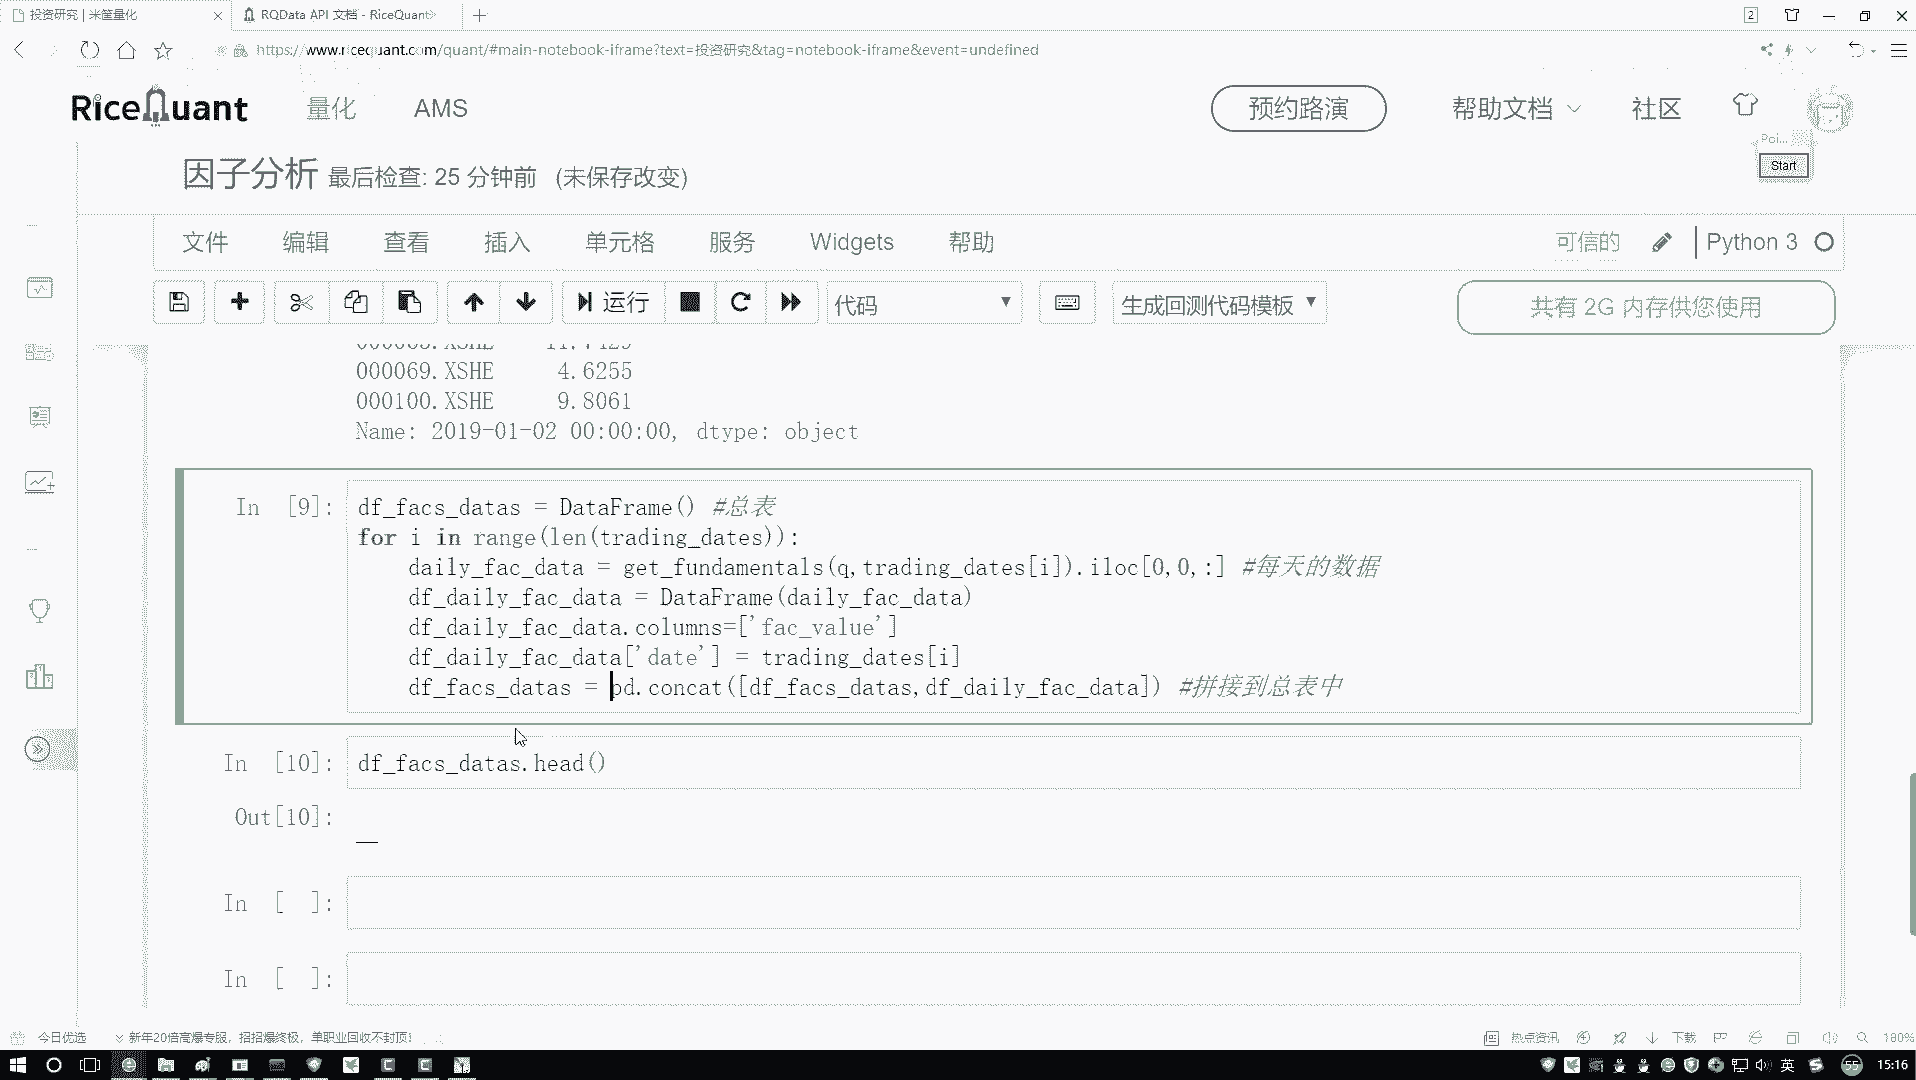 投资研究 | 米筐量化
RQData API 文档 - RiceQuant
2
https://www.ricequant.com/quant/#main-notebook-iframe?text=投资研究&tag=notebook-iframe&event=undefined
RiceQuant
量化
AMS
预约路演
帮助文档
社区
Poi...
Start
因子分析 最后检查: 25 分钟前 (未保存改变)
文件
编辑
查看
插入
单元格
服务
Widgets
帮助
可信的
Python 3
运行
代码
生成回测代码模板
共有 2G 内存供您使用
000069.XSHE 4.6255
000100.XSHE 9.8061
Name: 2019-01-02 00:00:00, dtype: object
In [9]:
df_facs_datas = DataFrame() #总表
for i in range(len(trading_dates)):
daily_fac_data = get_fundamentals(q,trading_dates[i]).iloc[0,0,:] #每天的数据
df_daily_fac_data = DataFrame(daily_fac_data)
df_daily_fac_data.columns=['fac_value']
df_daily_fac_data['date'] = trading_dates[i]
df_facs_datas = pd.concat([df_facs_datas,df_daily_fac_data]) #拼接到总表中
In [10]:
df_facs_datas.head()
Out[10]:
In [ ]:
In [ ]:
今日优选
新年20倍高爆专服，招招爆终极，单职业回收不封顶!
热点资讯
下载
180%
英
55
15:16